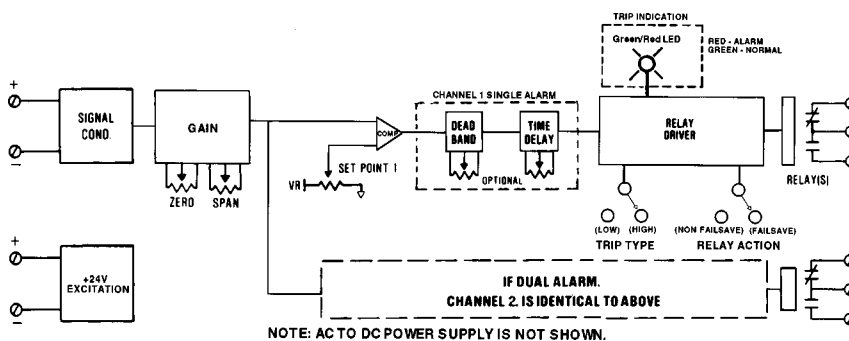 TRIP INDICATION
Green/Red LED
RED - ALARM
GREEN - NORMAL
+
SIGNAL
COND.
–
GAIN
ZERO
SPAN
COMP
SET POINT 1
VR
CHANNEL 1 SINGLE ALARM
DEAD
BAND
TIME
DELAY
OPTIONAL
RELAY
DRIVER
RELAY(S)
(LOW) (HIGH)
TRIP TYPE
(NON FAILSAVE) (FAILSAVE)
RELAY ACTION
+
+24V
EXCITATION
–
IF DUAL ALARM.
CHANNEL 2. IS IDENTICAL TO ABOVE
NOTE: AC TO DC POWER SUPPLY IS NOT SHOWN.